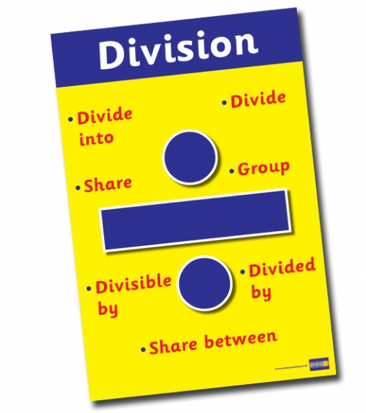 Division
• Divide
into
• Divide
• Share
• Group
• Divisible
by
• Divided
by
• Share between